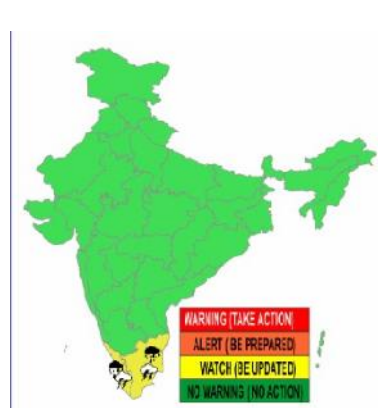 WARNING (TAKE ACTION)
ALERT (BE PREPARED)
WATCH (BE UPDATED)
NO WARNING (NO ACTION)